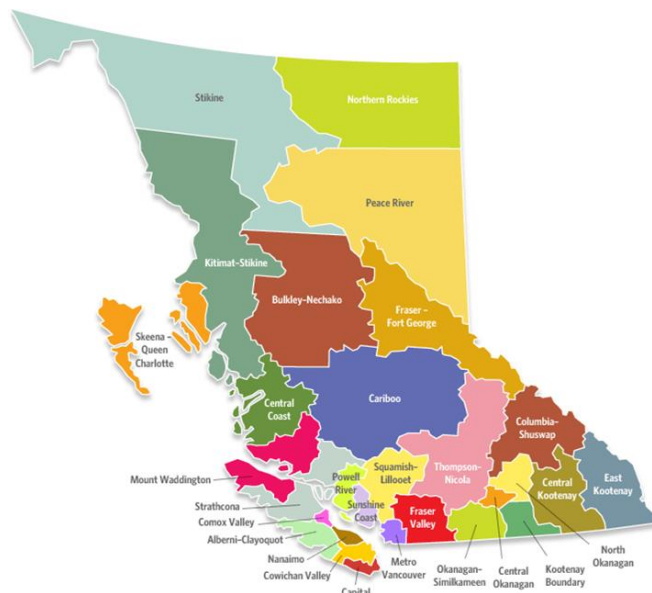 Stikine
Northern Rockies
Peace River
Kitimat–Stikine
Bulkley–Nechako
Fraser –
Fort George
Skeena –
Queen
Charlotte
Central
Coast
Cariboo
Columbia–
Shuswap
Mount Waddington
Powell
River
Squamish–
Lillooet
Thompson–
Nicola
Central
Kootenay
East
Kootenay
Strathcona
Sunshine
Coast
Fraser
Valley
Comox Valley
Alberni–Clayoquot
Nanaimo
Cowichan Valley
Capital
Metro
Vancouver
Okanagan–
Similkameen
Central
Okanagan
Kootenay
Boundary
North
Okanagan